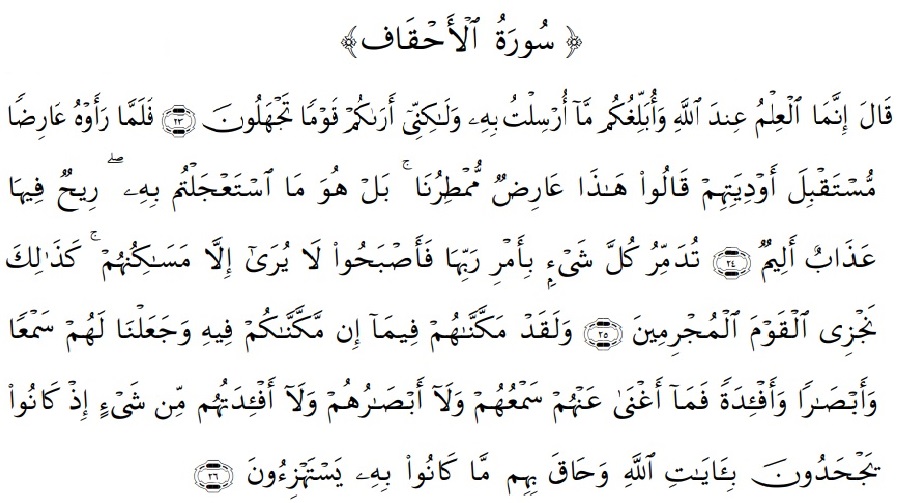 ﴿ سُورَةُ ٱلْأَحْقَافِ ﴾
قَالَ إِنَّمَا ٱلْعِلْمُ عِندَ ٱللَّهِ وَأُبَلِّغُكُم مَّآ أُرْسِلْتُ بِهِۦ وَلَٰكِنِّىٓ أَرَىٰكُمْ قَوْمًا تَجْهَلُونَ ٢٣ فَلَمَّا رَأَوْهُ عَارِضًا
مُّسْتَقْبِلَ أَوْدِيَتِهِمْ قَالُوا۟ هَٰذَا عَارِضٌ مُّمْطِرُنَا ۚ بَلْ هُوَ مَا ٱسْتَعْجَلْتُم بِهِۦ ۖ رِيحٌ فِيهَا
عَذَابٌ أَلِيمٌ ٢٤ تُدَمِّرُ كُلَّ شَىْءٍۭ بِأَمْرِ رَبِّهَا فَأَصْبَحُوا۟ لَا يُرَىٰٓ إِلَّا مَسَٰكِنُهُمْ ۚ كَذَٰلِكَ
نَجْزِى ٱلْقَوْمَ ٱلْمُجْرِمِينَ ٢٥ وَلَقَدْ مَكَّنَّٰهُمْ فِيمَآ إِن مَّكَّنَّٰكُمْ فِيهِ وَجَعَلْنَا لَهُمْ سَمْعًا
وَأَبْصَٰرًا وَأَفْـِٔدَةً فَمَآ أَغْنَىٰ عَنْهُمْ سَمْعُهُمْ وَلَآ أَبْصَٰرُهُمْ وَلَآ أَفْـِٔدَتُهُم مِّن شَىْءٍ إِذْ كَانُوا۟
يَجْحَدُونَ بِـَٔايَٰتِ ٱللَّهِ وَحَاقَ بِهِم مَّا كَانُوا۟ بِهِۦ يَسْتَهْزِءُونَ ٢٦